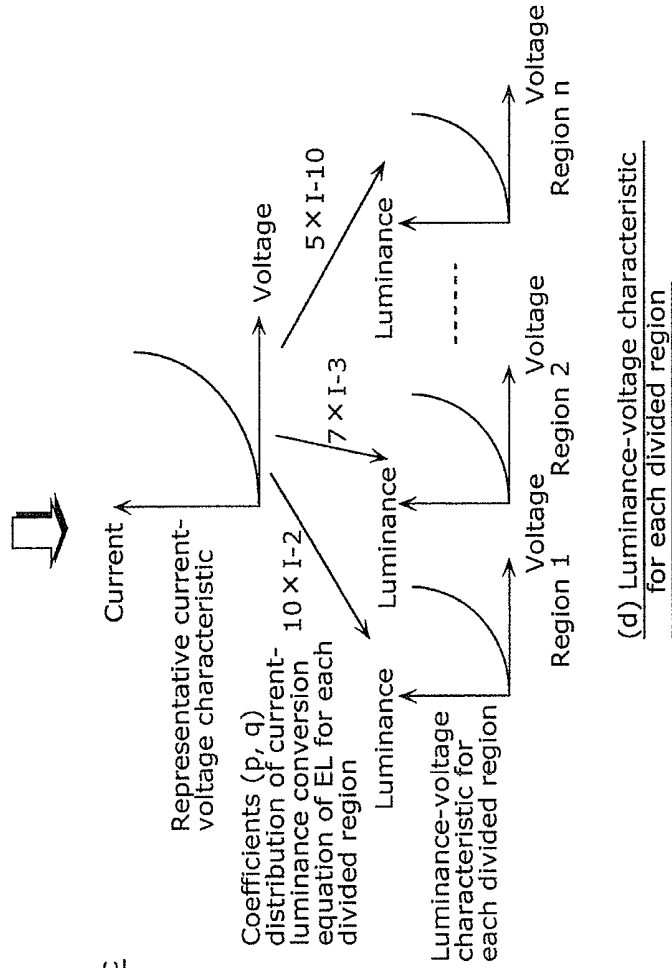 Current
Voltage
Representative current-
voltage characteristic
Coefficients (p, q)
distribution of current-
luminance conversion
equation of EL for each
divided region
10×I-2
7×I-3
5×I-10
Luminance
Luminance
Luminance
Luminance-voltage
characteristic for
each divided region
Voltage
Region 1
Voltage
Region 2
Voltage
Region n
(d) Luminance-voltage characteristic
for each divided region